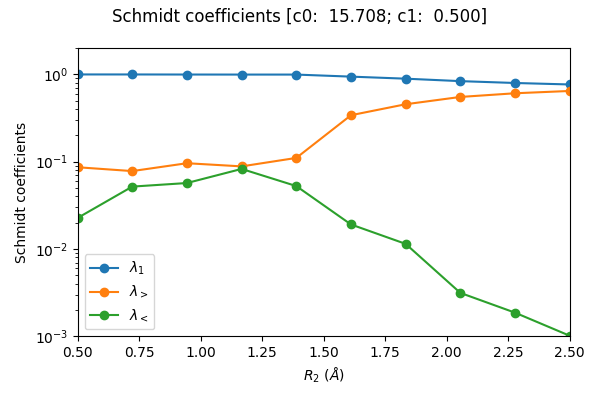 Schmidt coefficients [c0:  15.708; c1:  0.500]
Schmidt coefficients
10⁰
10⁻¹
10⁻²
10⁻³
λ₁
λ>
λ<
0.50 0.75 1.00 1.25 1.50 1.75 2.00 2.25 2.50
R₂ (Å)